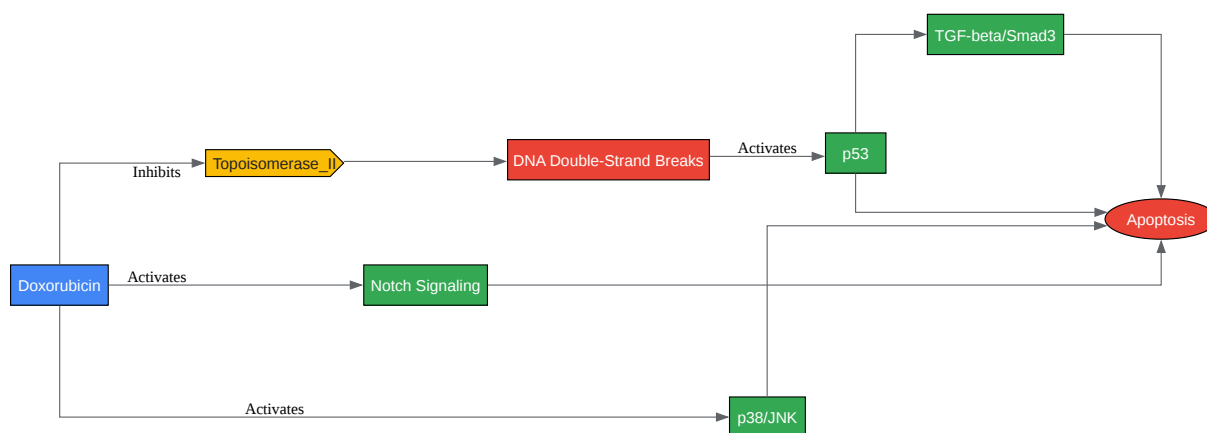 TGF-beta/Smad3
Topoisomerase_II
DNA Double-Strand Breaks
Activates
p53
Inhibits
Apoptosis
Doxorubicin
Activates
Notch Signaling
Activates
p38/JNK